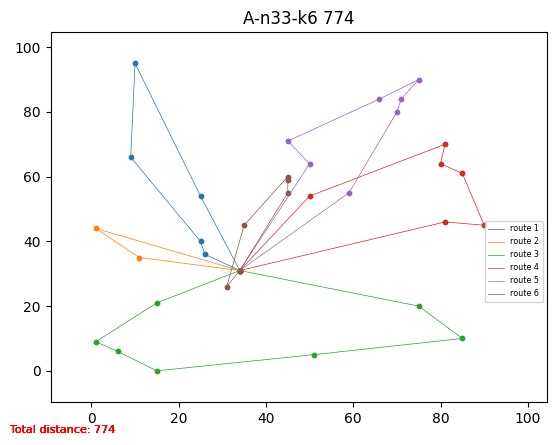 A-n33-k6 774
100
80
60
40
20
0
route 1
route 2
route 3
route 4
route 5
route 6
0 20 40 60 80 100
Total distance: 774